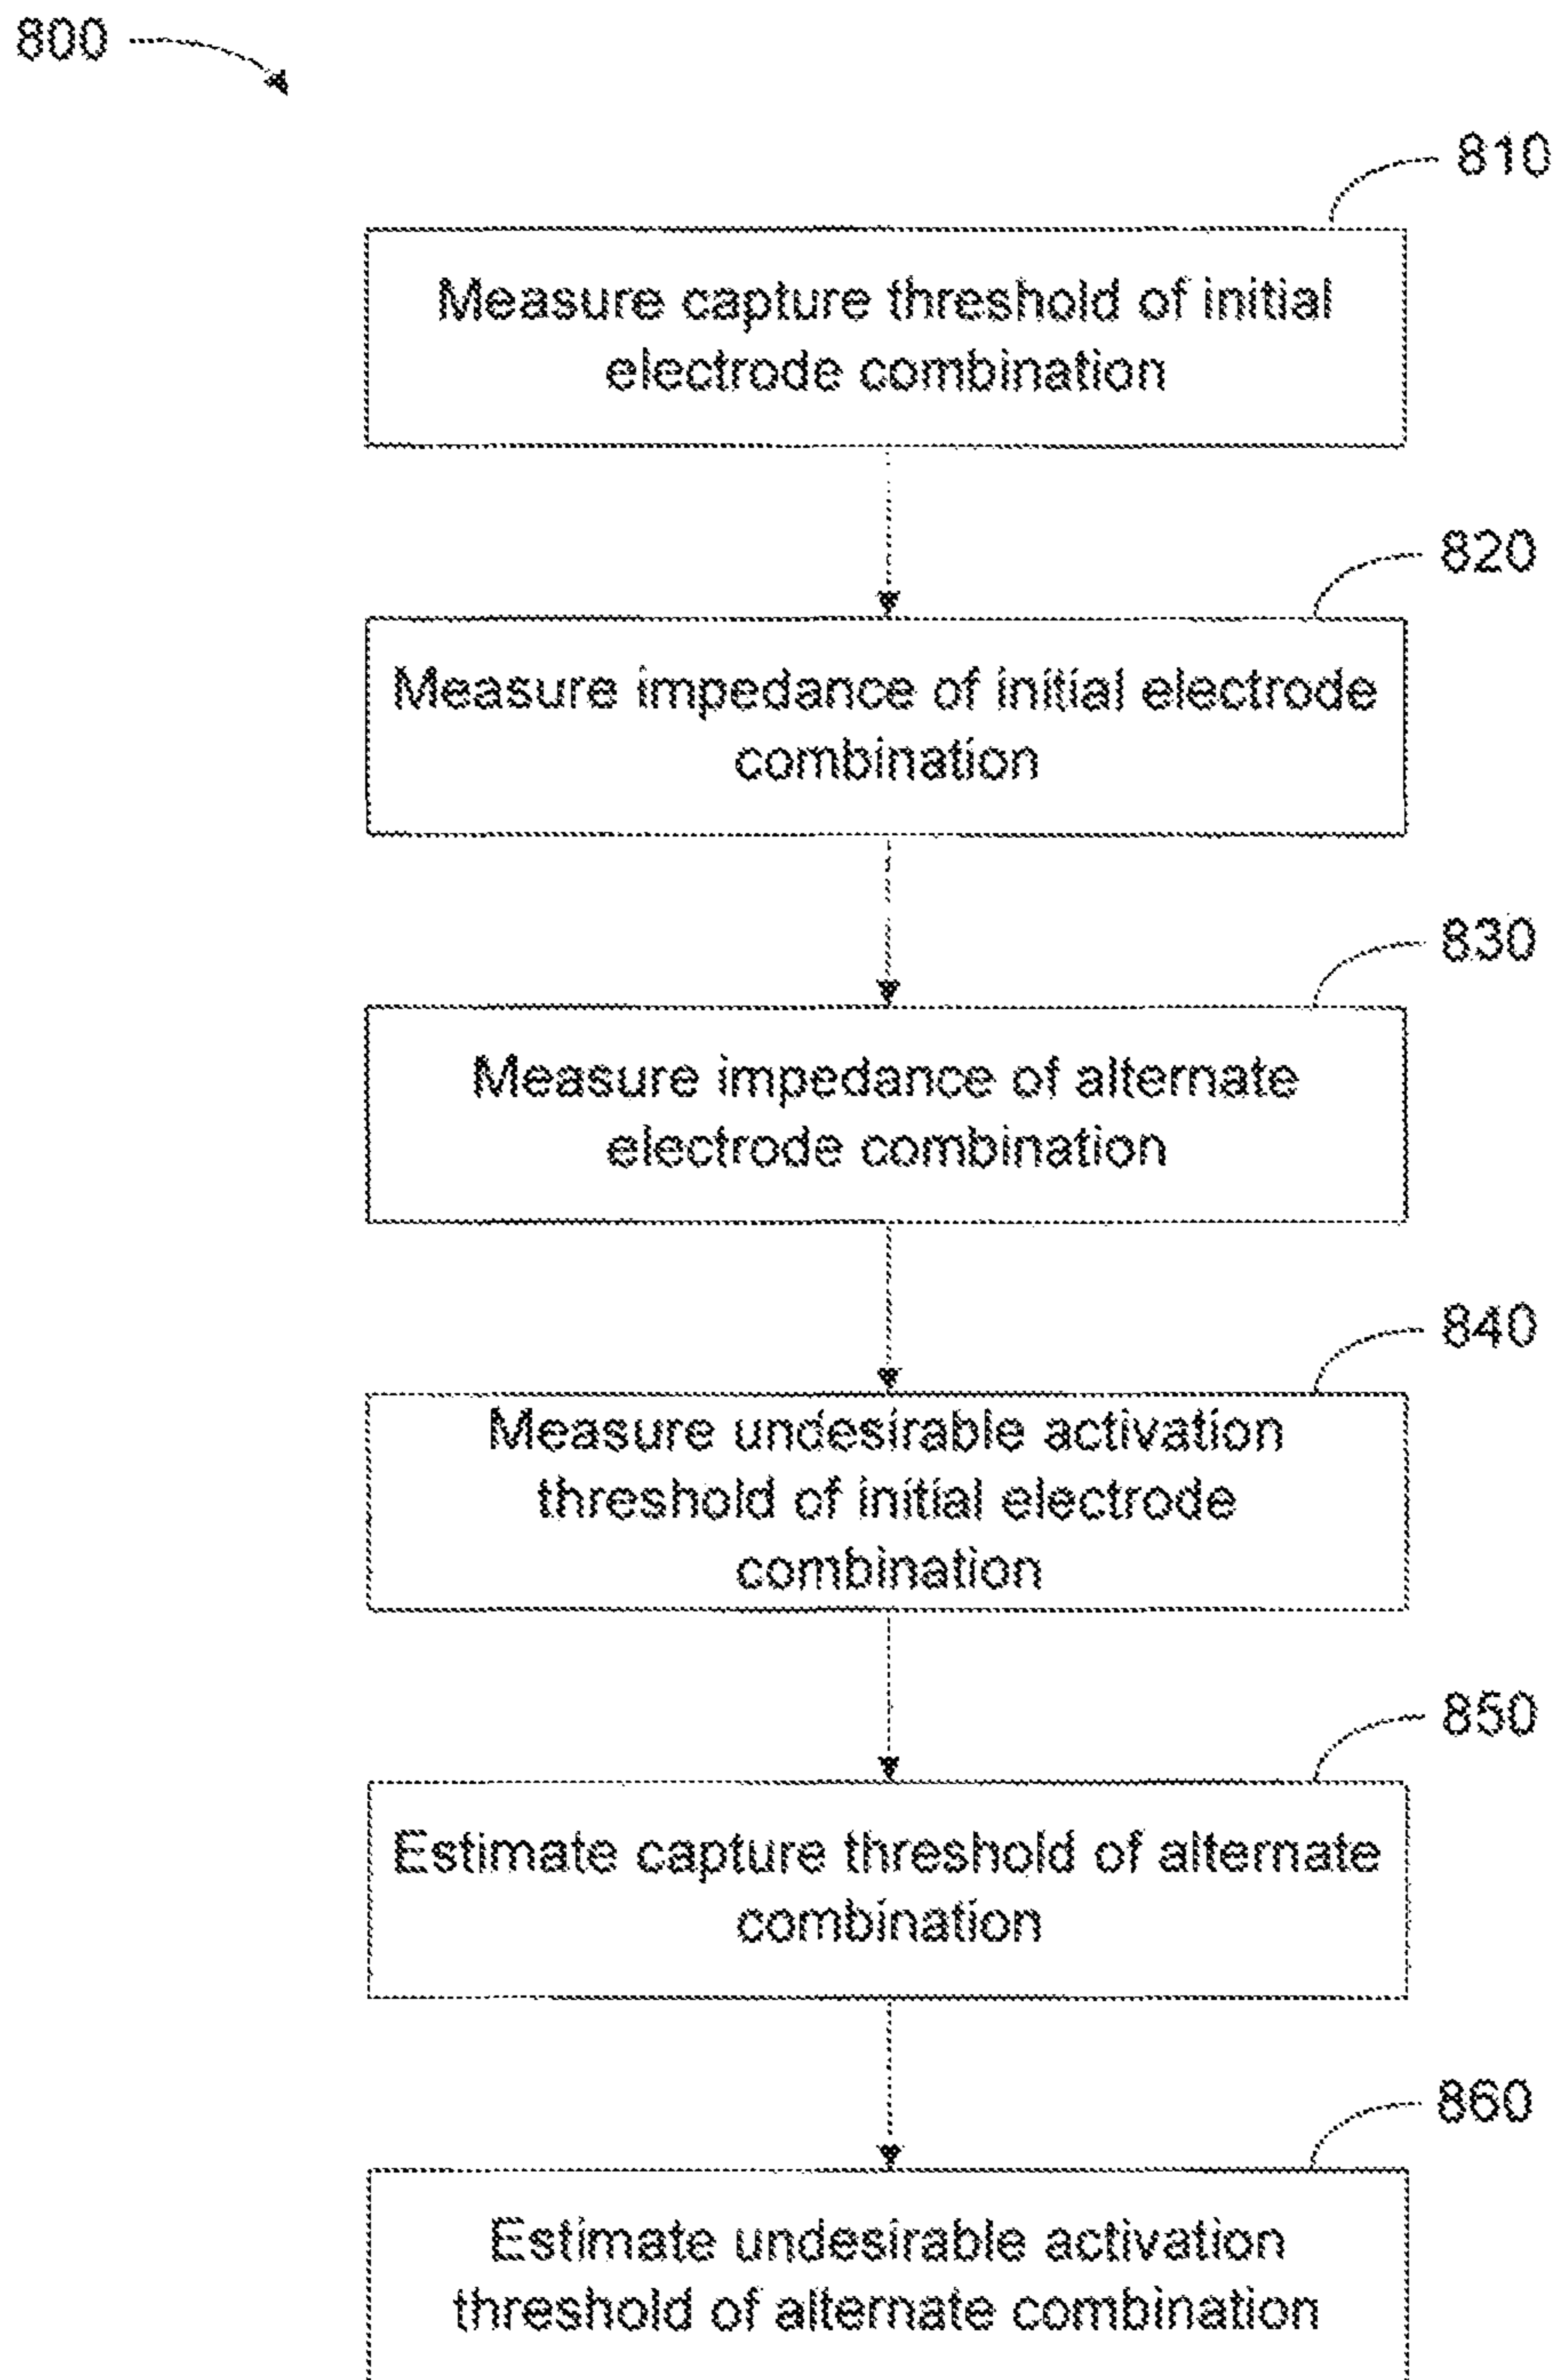 800
810
Measure capture threshold of initial
electrode combination
820
Measure impedance of initial electrode
combination
830
Measure impedance of alternate
electrode combination
840
Measure undesirable activation
threshold of initial electrode
combination
850
Estimate capture threshold of alternate
combination
860
Estimate undesirable activation
threshold of alternate combination